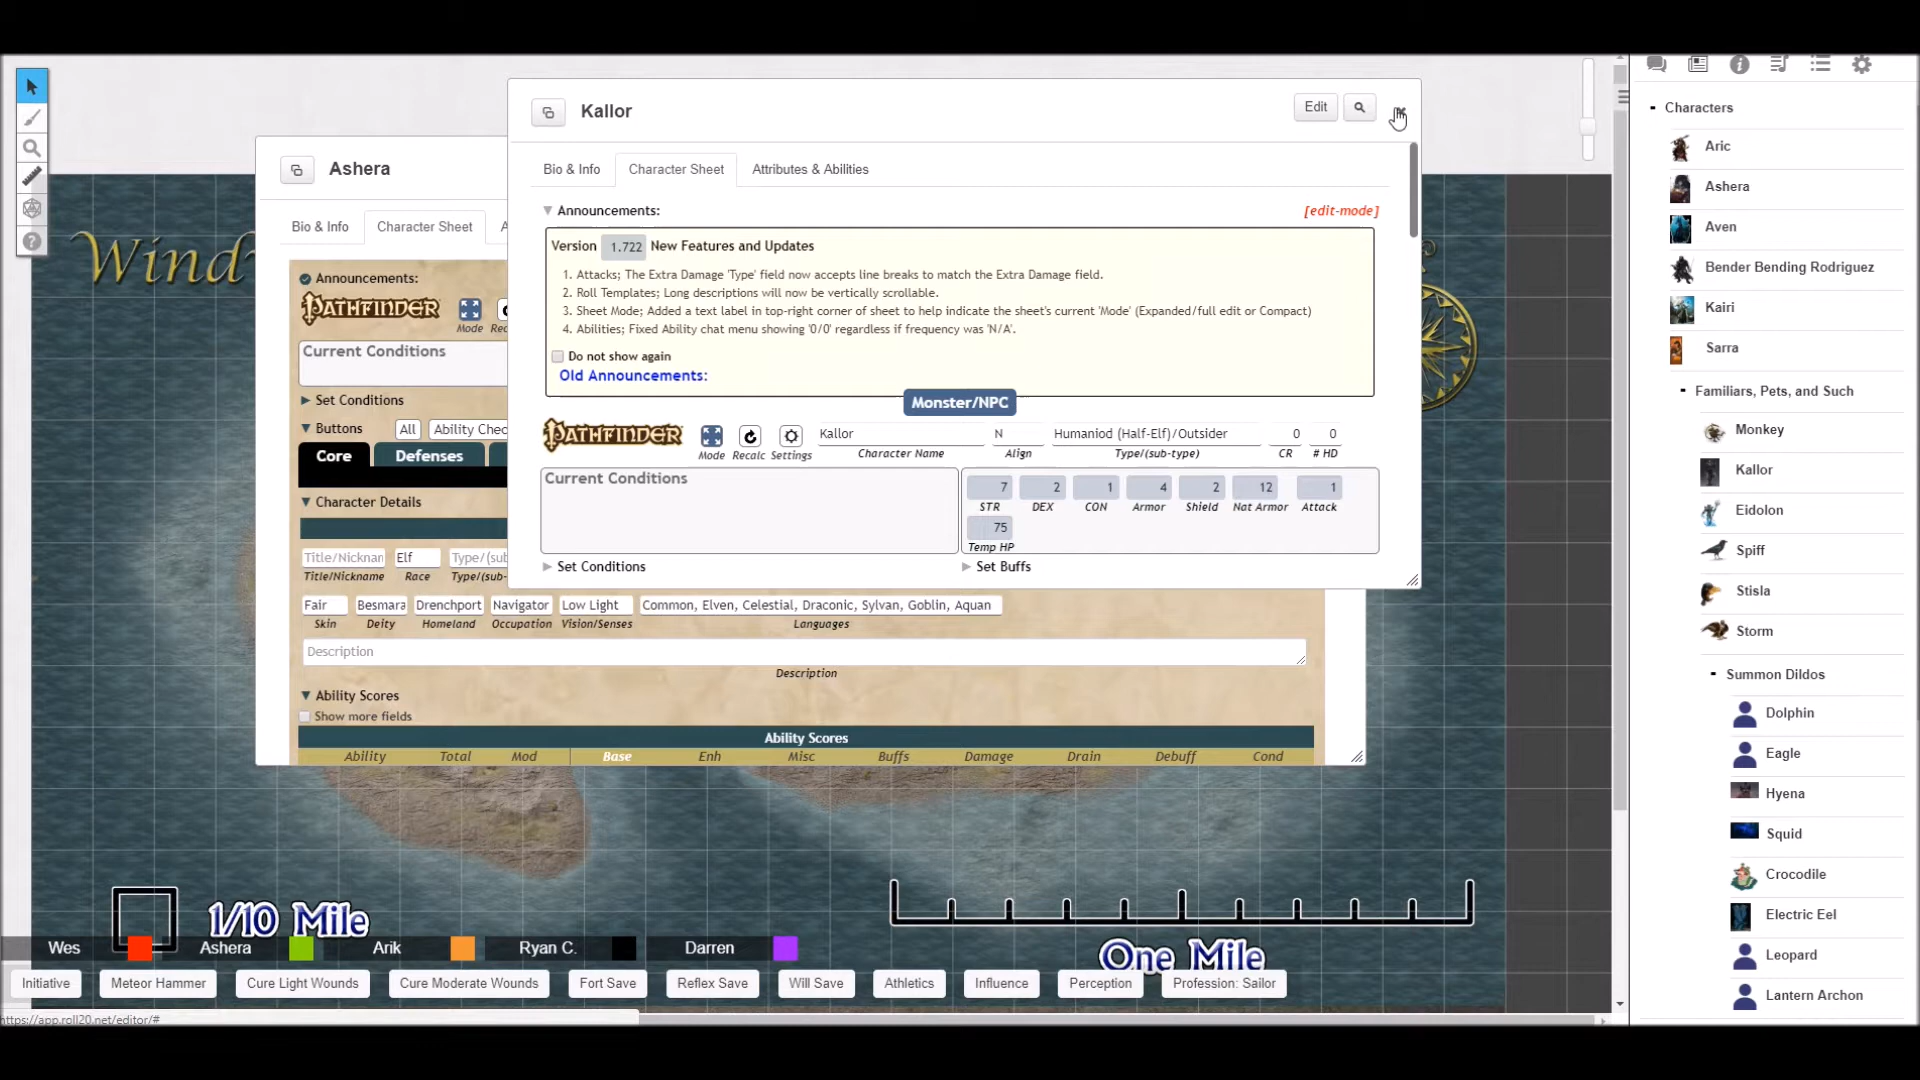 Kallor
Edit
Bio & Info
Character Sheet
Attributes & Abilities
Announcements:
[edit-mode]
Version 1.722 New Features and Updates
1. Attacks; The Extra Damage 'Type' field now accepts line breaks to match the Extra Damage field.
2. Roll Templates; Long descriptions will now be vertically scrollable.
3. Sheet Mode; Added a text label in top-right corner of sheet to help indicate the sheet's current 'Mode' (Expanded/full edit or Compact)
4. Abilities; Fixed Ability chat menu showing '0/0' regardless if frequency was 'N/A'.
Do not show again
Old Announcements:
Monster/NPC
PATHFINDER
Mode Recalc Settings
Kallor N Humaniod (Half-Elf)/Outsider 0 0
Character Name Align Type/(sub-type) CR # HD
Current Conditions
7 2 1 4 2 12 1
STR DEX CON Armor Shield Nat Armor Attack
75
Temp HP
Set Conditions
Set Buffs
Ashera
Bio & Info
Character Sheet
A
Announcements:
PATHFINDER
Mode Rec
Current Conditions
Set Conditions
Buttons All Ability Chec
Core Defenses
Character Details
Title/Nicknan Elf Type/(sub
Title/Nickname Race Type/(sub-
Fair Besmara Drenchport Navigator Low Light Common, Elven, Celestial, Draconic, Sylvan, Goblin, Aquan
Skin Deity Homeland Occupation Vision/Senses Languages
Description
Description
Ability Scores
Show more fields
Ability Scores
Ability Total Mod Base Enh Misc Buffs Damage Drain Debuff Cond
Wind
1/10 Mile
One Mile
Wes Ashera Arik Ryan C. Darren
Initiative Meteor Hammer Cure Light Wounds Cure Moderate Wounds Fort Save Reflex Save Will Save Athletics Influence Perception Profession: Sailor
https://app.roll20.net/editor/#
Characters
Aric
Ashera
Aven
Bender Bending Rodriguez
Kairi
Sarra
Familiars, Pets, and Such
Monkey
Kallor
Eidolon
Spiff
Stisla
Storm
Summon Dildos
Dolphin
Eagle
Hyena
Squid
Crocodile
Electric Eel
Leopard
Lantern Archon